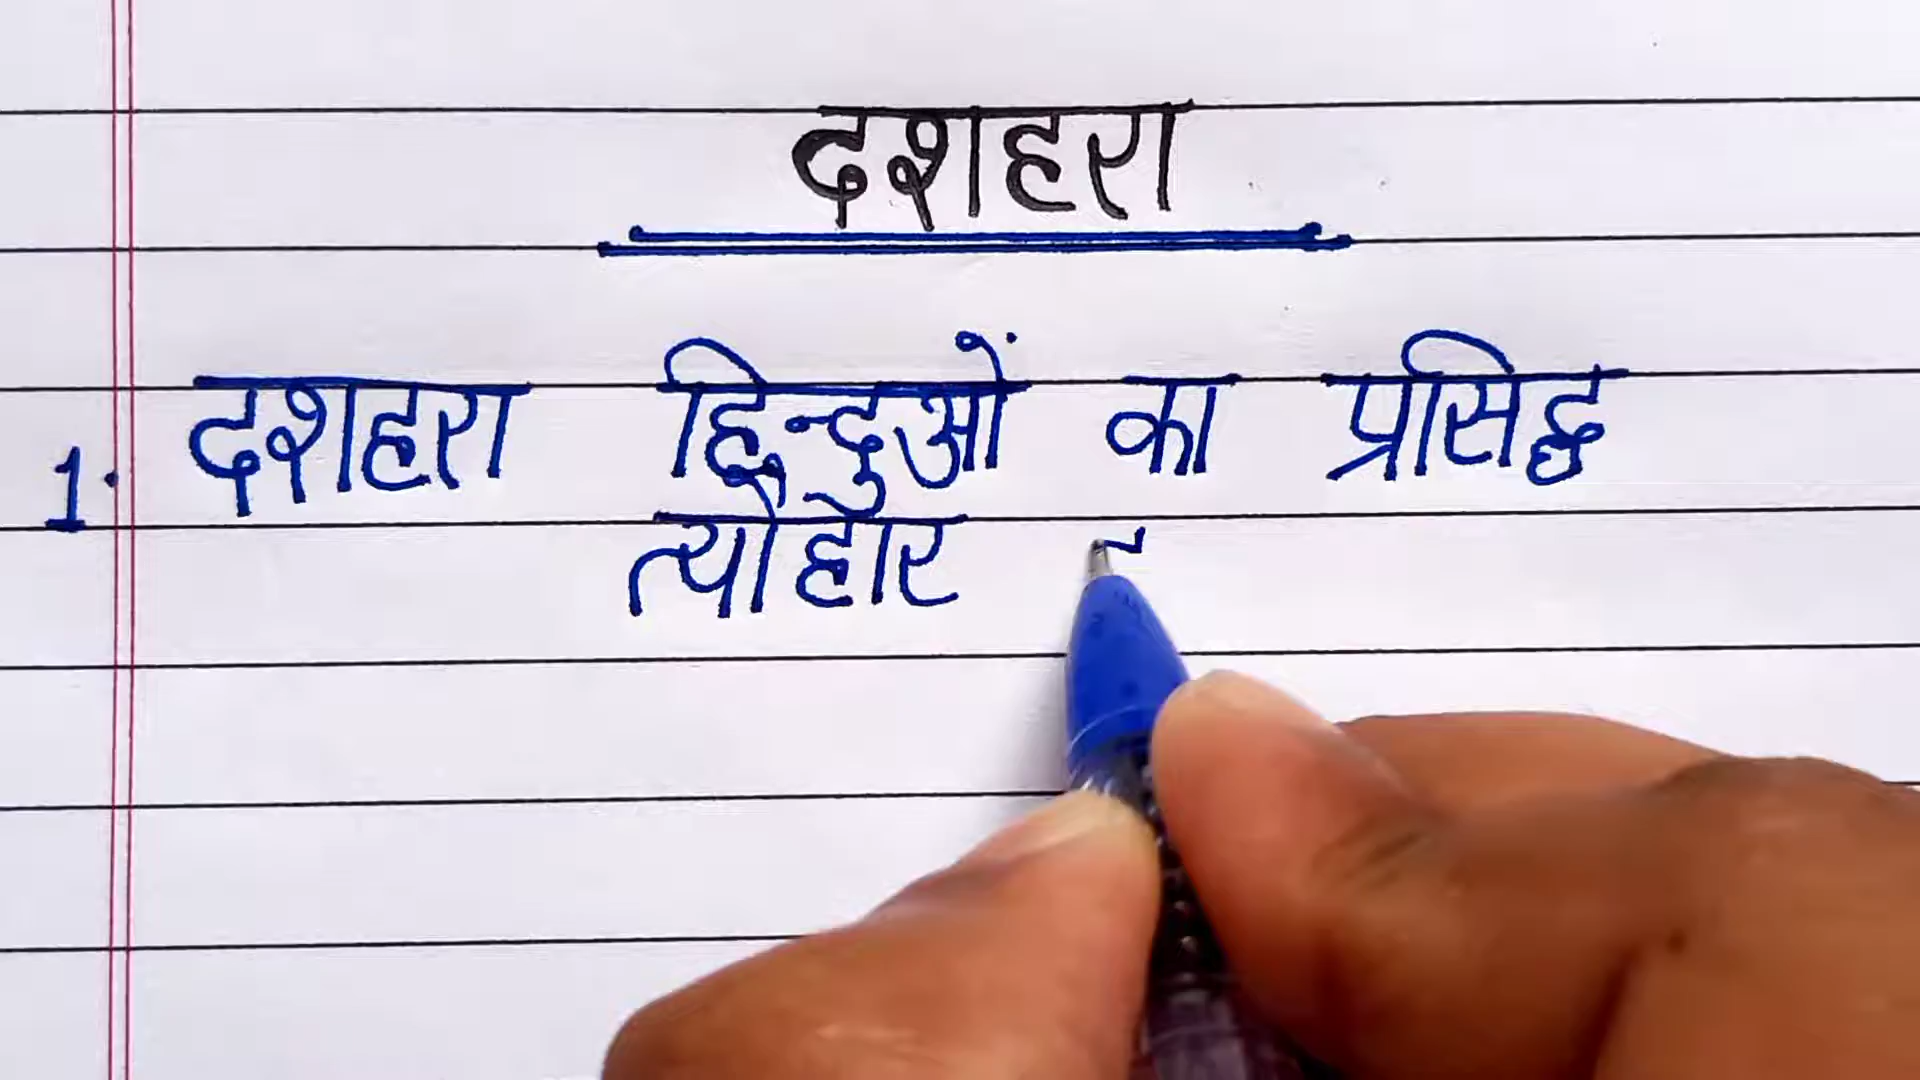 दशहरा
1. दशहरा हिन्दुओं का प्रसिद्ध
त्योहार